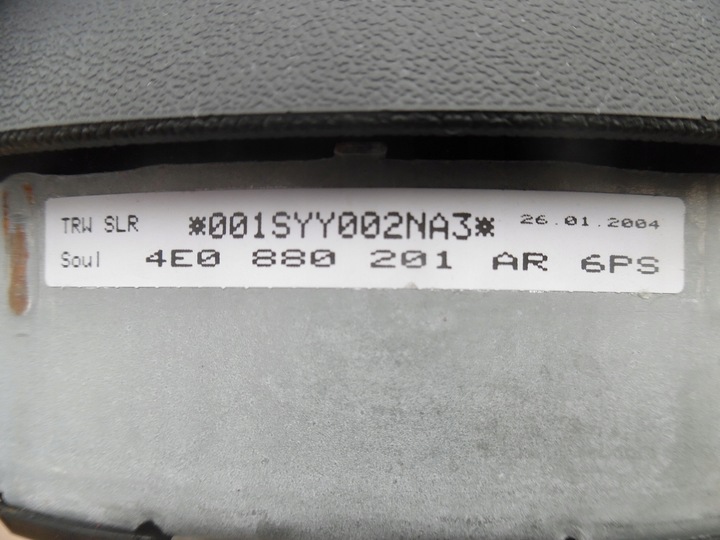 TRW SLR *001SYY002NA3* 26.01.2004
Soul 4E0 880 201 AR 6PS